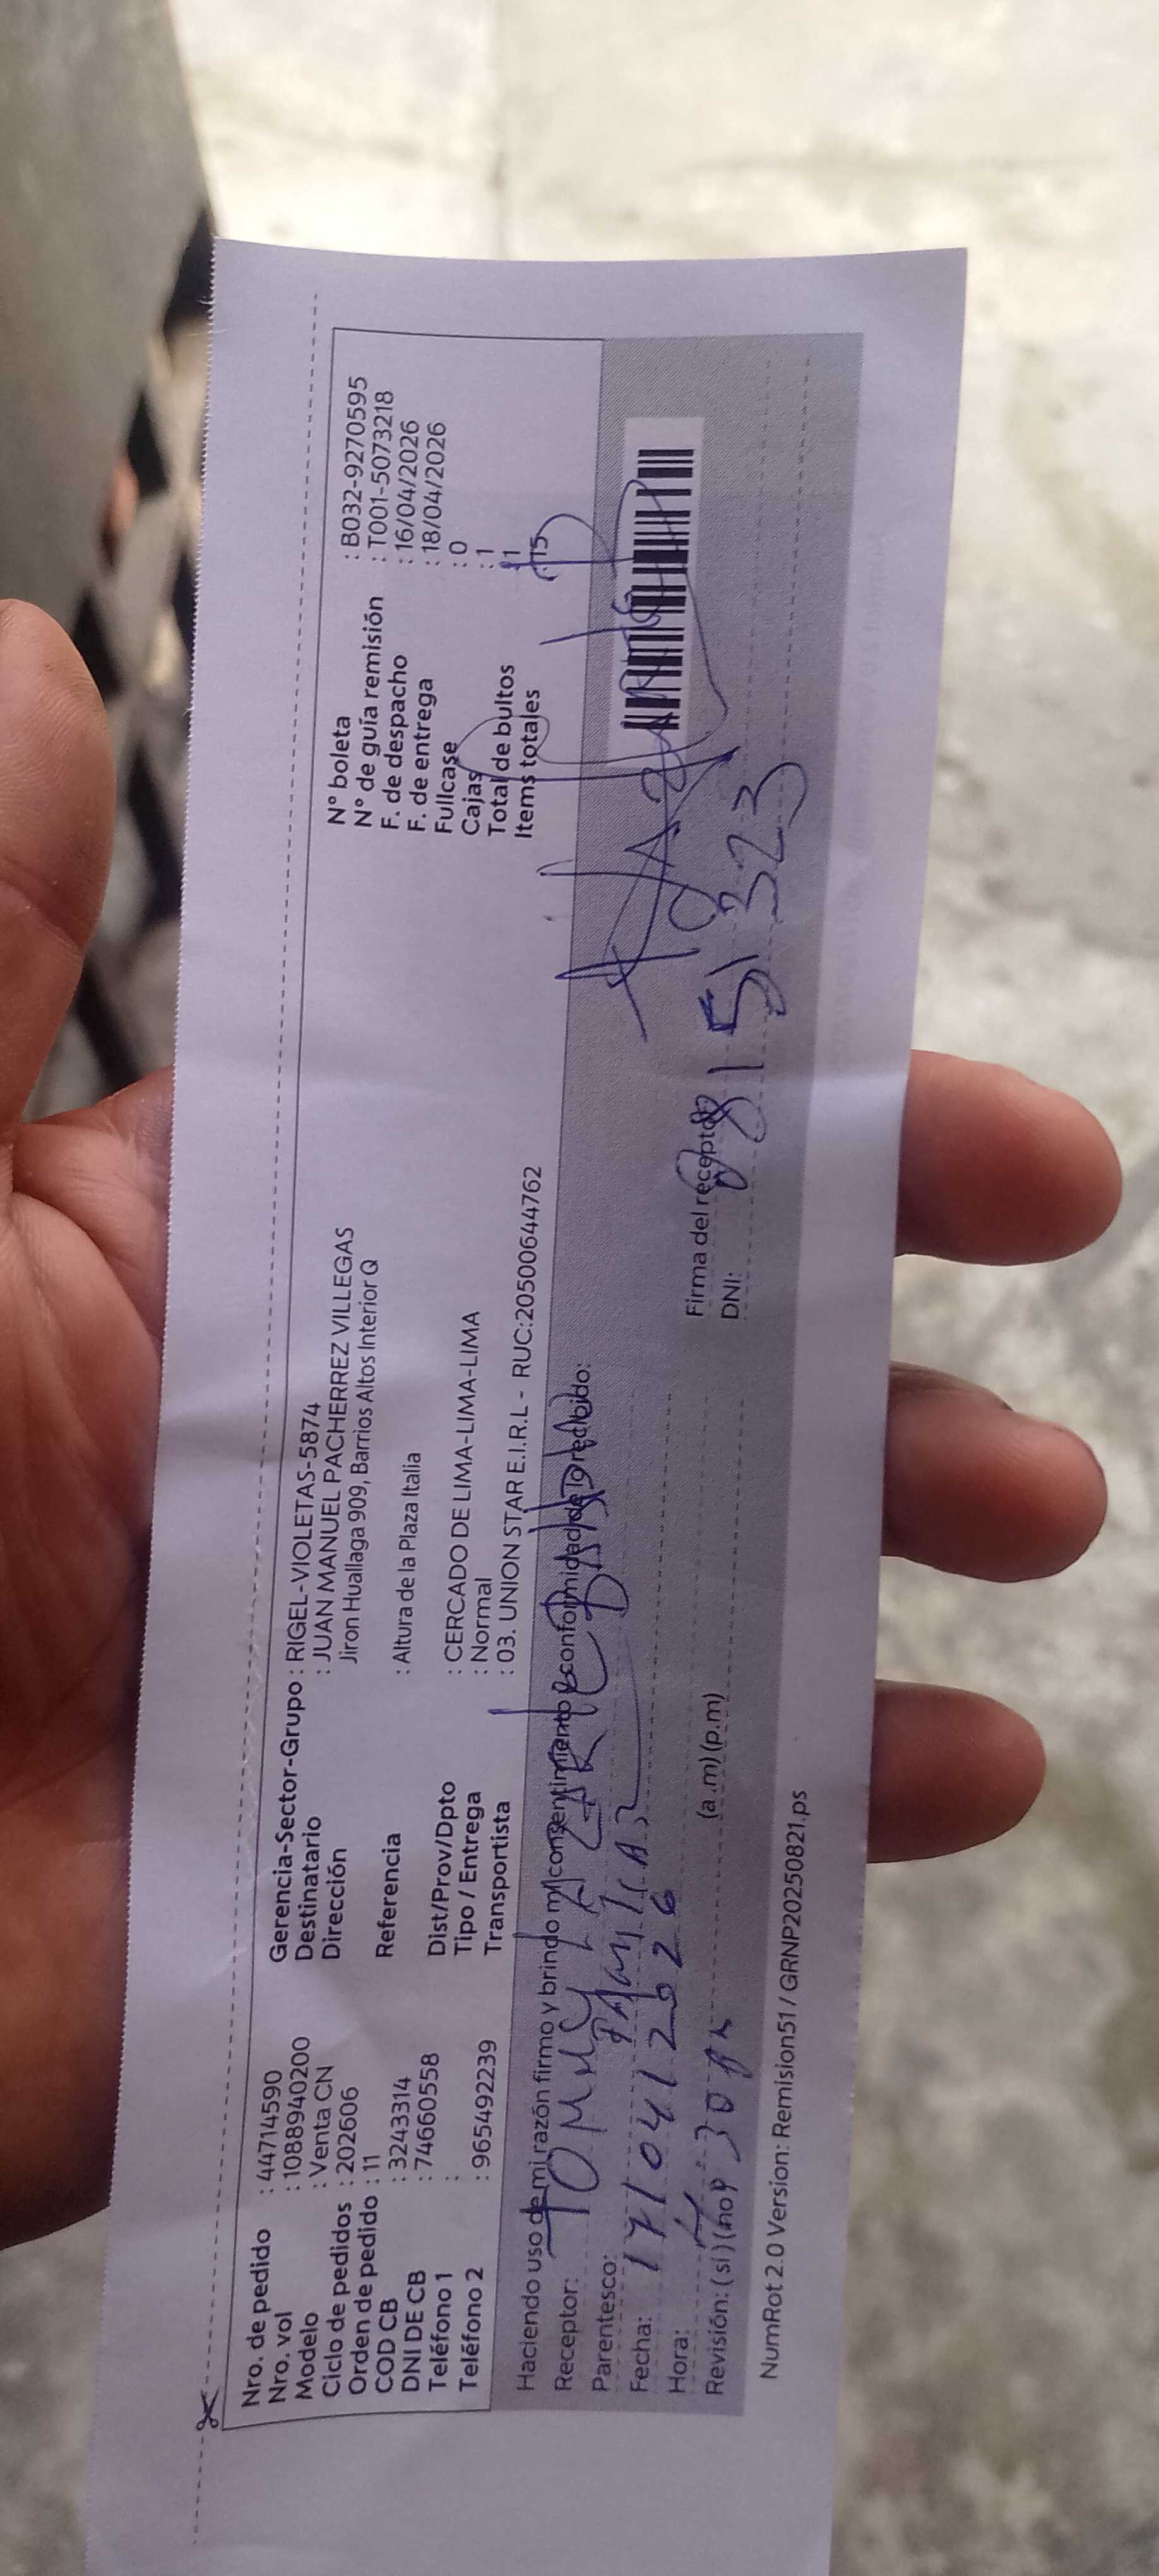 Nro. de pedido : 44714590
Nro. vol : 1088940200
Modelo : Venta CN
Ciclo de pedidos : 202606
Orden de pedido : 11
COD CB : 3243314
DNI DE CB : 74660558
Teléfono 1 :
Teléfono 2 : 965492239
Gerencia-Sector-Grupo : RIGEL-VIOLETAS-5874
Destinatario : JUAN MANUEL PACHERREZ VILLEGAS
Dirección Jiron Huallaga 909, Barrios Altos Interior Q
Referencia : Altura de la Plaza Italia
Dist/Prov/Dpto : CERCADO DE LIMA-LIMA-LIMA
Tipo / Entrega : Normal
Transportista : 03. UNION STAR E.I.R.L - RUC:20500644762
N° boleta : B032-9270595
N° de guía remisión : T001-5073218
F. de despacho : 16/04/2026
F. de entrega : 18/04/2026
Fullcase : 0
Cajas : 1
Total de bultos : 1
Items totales : 15
Haciendo uso de mi razón firmo y brindo mi consentimiento y conformidad de lo recibido:
Receptor: TOMMY
Parentesco:
Fecha: 17/04/2026
Hora:
Revisión: (si) (no) (a.m) (p.m)
Firma del receptor
DNI: 08151323
NumRot 2.0 Version: Remision51 / GRNP20250821.ps